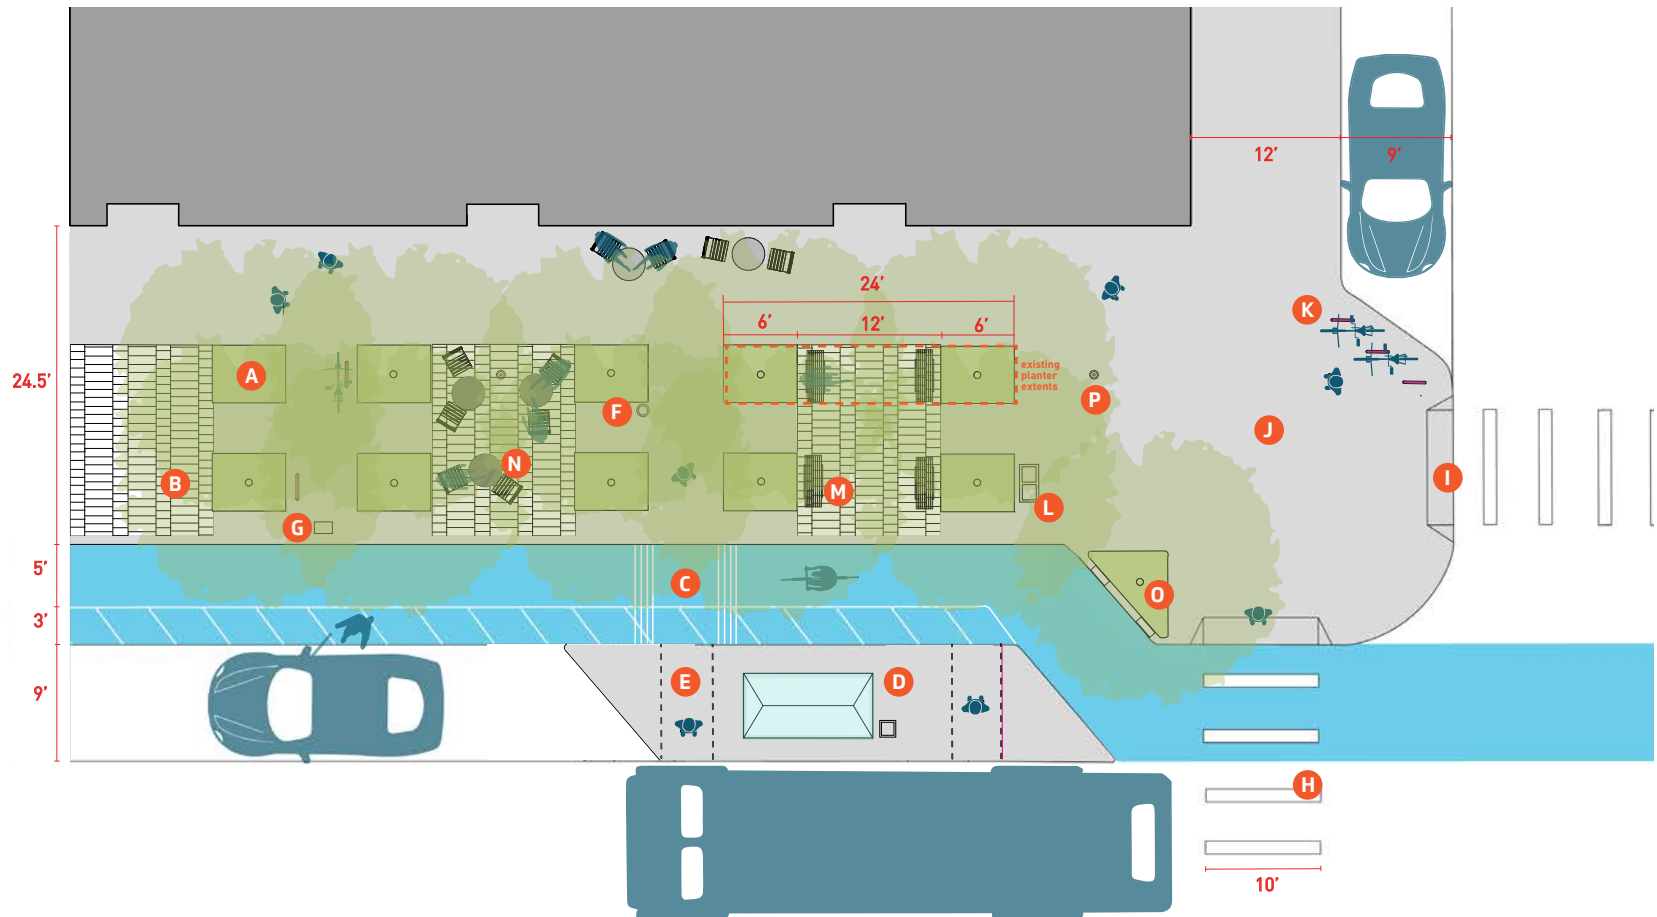 12’
9’
K
24’
6’
12’
6’
existing
planter
extents
24.5’
A
F
P
J
B
N
M
I
G
L
5’
C
O
3’
9’
E
D
H
10’